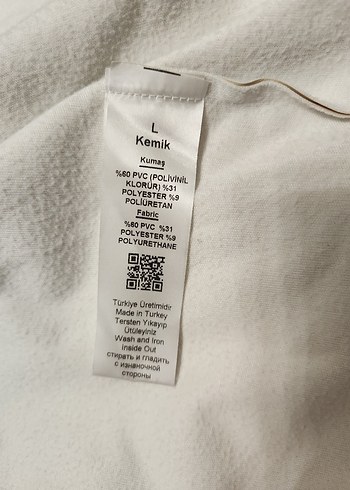 L
Kemik
Kumaş
%60 PVC (POLİVİNİL
KLORÜR) %31
POLYESTER %9
POLİÜRETAN
Fabric
%60 PVC %31
POLYESTER %9
POLYURETHANE
Türkiye Üretimidir
Made in Turkey
Tersten Yıkayıp
Ütüleyiniz
Wash and Iron
Inside Out
стирать и гладить
с изнаночной
стороны